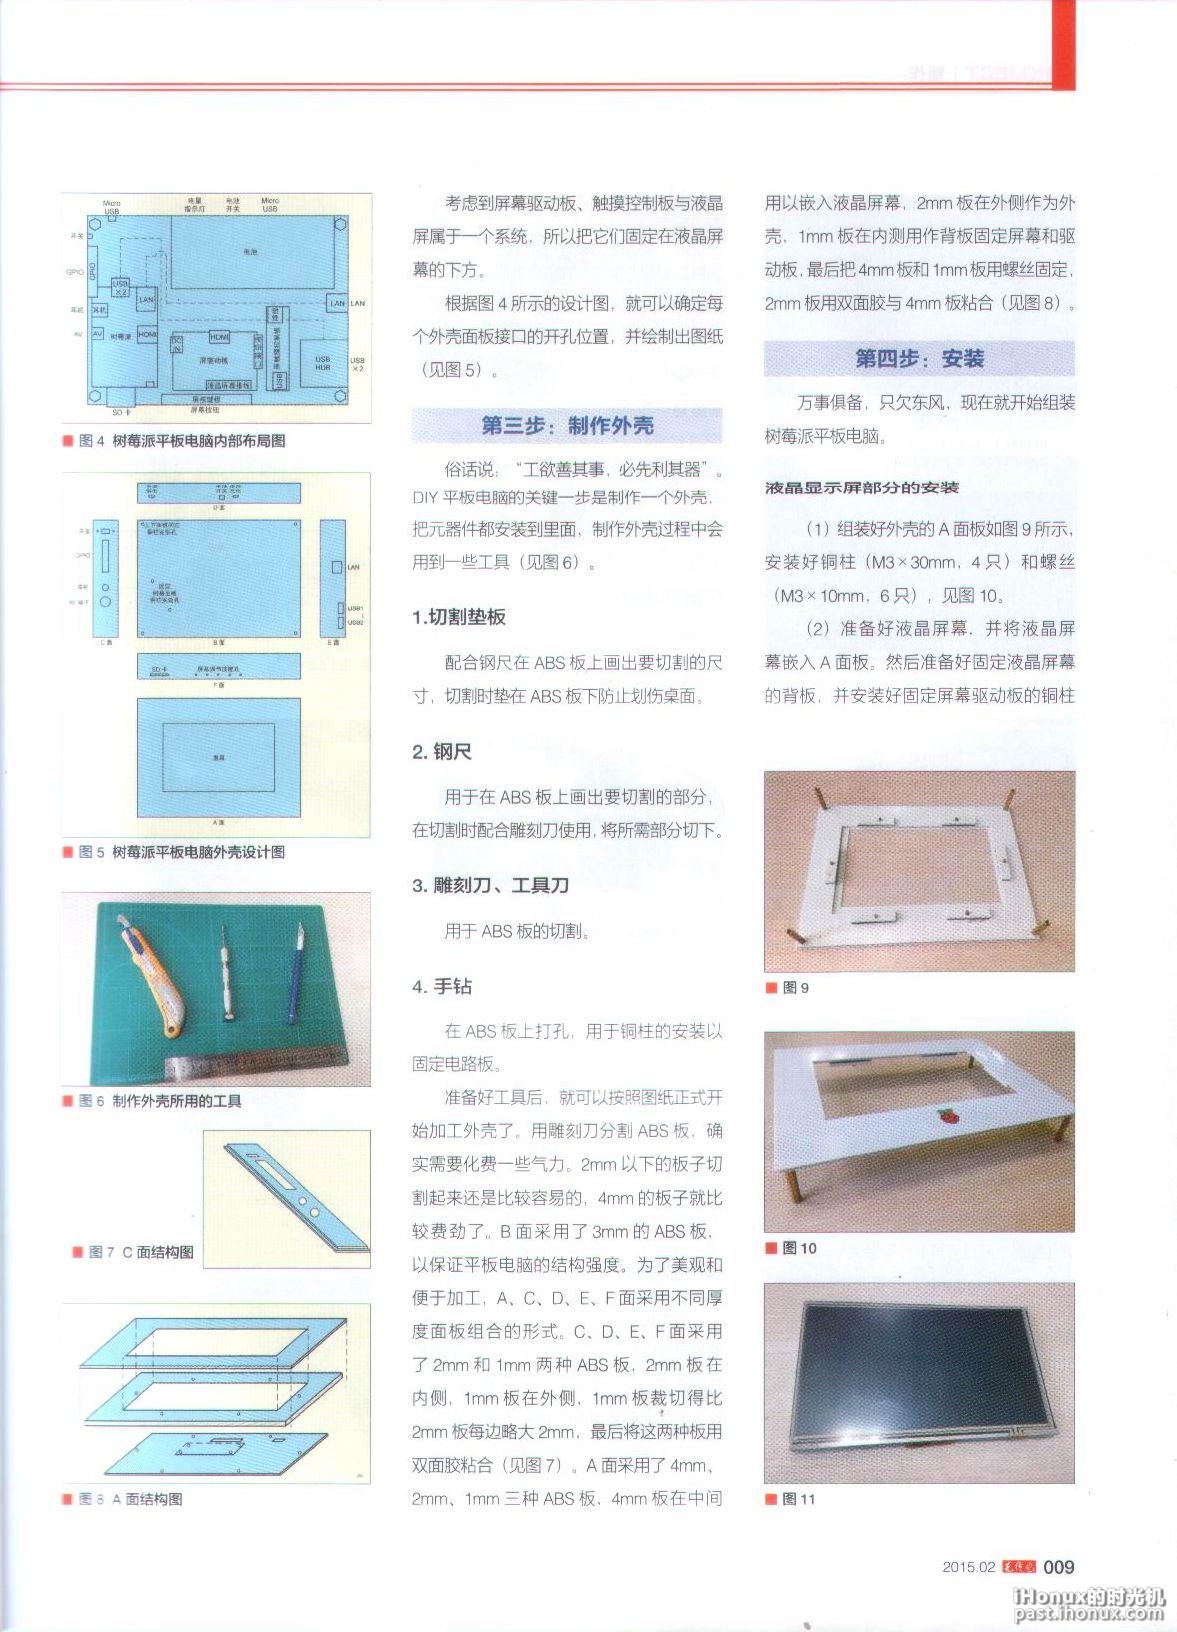 Micro
USB
电量
指示灯
电池
开关
Micro
USB
开关
GPIO
耳机
AV
电池
USB
×2
LAN
GPIO
耳机
AV
树莓派
HDMI
DC
IN
HDMI
屏驱动板
液晶屏幕排线
屏按键板
屏幕按钮
SD卡
LAN
LAN
USB
HUB
USB
×2
图 4 树莓派平板电脑内部布局图
D 面
开关
GPIO
LAN
USB1
USB2
C 面
B 面
E 面
SD 卡
F 面
A 面
图 5 树莓派平板电脑外壳设计图
图 6 制作外壳所用的工具
图 7 C 面结构图
图 8 A 面结构图
考虑到屏幕驱动板、触摸控制板与液晶
屏属于一个系统，所以把它们固定在液晶屏
幕的下方。
根据图 4 所示的设计图，就可以确定每
个外壳面板接口的开孔位置，并绘制出图纸
（见图 5）。
第三步：制作外壳
俗话说：“工欲善其事，必先利其器”。
DIY 平板电脑的关键一步是制作一个外壳，
把元器件都安装到里面，制作外壳过程中会
用到一些工具（见图 6）。
1.切割垫板
配合钢尺在 ABS 板上画出要切割的尺
寸，切割时垫在 ABS 板下防止划伤桌面。
2. 钢尺
用于在 ABS 板上画出要切割的部分，
在切割时配合雕刻刀使用，将所需部分切下。
3. 雕刻刀、工具刀
用于 ABS 板的切割。
4. 手钻
在 ABS 板上打孔，用于铜柱的安装以
固定电路板。
准备好工具后，就可以按照图纸正式开
始加工外壳了。用雕刻刀分割 ABS 板，确
实需要化费一些气力。2mm 以下的板子切
割起来还是比较容易的，4mm 的板子就比
较费劲了。B 面采用了 3mm 的 ABS 板，
以保证平板电脑的结构强度。为了美观和
便于加工，A、C、D、E、F 面采用不同厚
度面板组合的形式。C、D、E、F 面采用
了 2mm 和 1mm 两种 ABS 板，2mm 板在
内侧，1mm 板在外侧，1mm 板裁切得比
2mm 板每边略大 2mm，最后将这两种板用
双面胶粘合（见图 7）。A 面采用了 4mm、
2mm、1mm 三种 ABS 板，4mm 板在中间
用以嵌入液晶屏幕，2mm 板在外侧作为外
壳，1mm 板在内测用作背板固定屏幕和驱
动板，最后把 4mm 板和 1mm 板用螺丝固定，
2mm 板用双面胶与 4mm 板粘合（见图 8）。
第四步：安装
万事俱备，只欠东风，现在就开始组装
树莓派平板电脑。
液晶显示屏部分的安装
（1）组装好外壳的 A 面板如图 9 所示，
安装好铜柱（M3×30mm，4 只）和螺丝
（M3×10mm，6 只），见图 10。
（2）准备好液晶屏幕，并将液晶屏
幕嵌入 A 面板。然后准备好固定液晶屏幕
的背板，并安装好固定屏幕驱动板的铜柱
图 9
图 10
图 11
2015.02 无线电 009
iHonux的时光机
past.ihonux.com